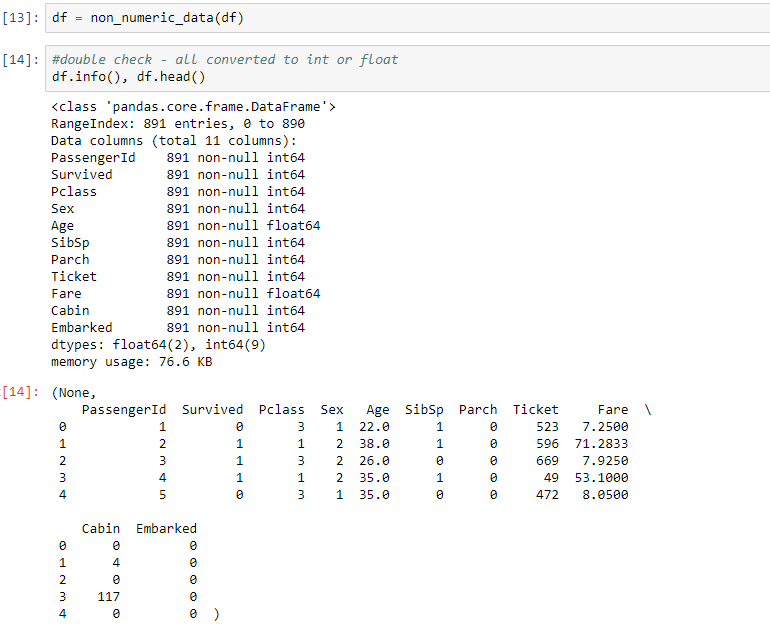 [13]: df = non_numeric_data(df)
[14]: #double check - all converted to int or float
df.info(), df.head()
<class 'pandas.core.frame.DataFrame'>
RangeIndex: 891 entries, 0 to 890
Data columns (total 11 columns):
PassengerId    891 non-null int64
Survived       891 non-null int64
Pclass         891 non-null int64
Sex            891 non-null int64
Age            891 non-null float64
SibSp          891 non-null int64
Parch          891 non-null int64
Ticket         891 non-null int64
Fare           891 non-null float64
Cabin          891 non-null int64
Embarked       891 non-null int64
dtypes: float64(2), int64(9)
memory usage: 76.6 KB
:[14]: (None,
    PassengerId  Survived  Pclass  Sex   Age  SibSp  Parch  Ticket     Fare  \
 0            1         0       3    1  22.0      1      0     523   7.2500
 1            2         1       1    2  38.0      1      0     596  71.2833
 2            3         1       3    2  26.0      0      0     669   7.9250
 3            4         1       1    2  35.0      1      0      49  53.1000
 4            5         0       3    1  35.0      0      0     472   8.0500
    Cabin  Embarked
 0      0         0
 1      4         0
 2      0         0
 3    117         0
 4      0         0  )